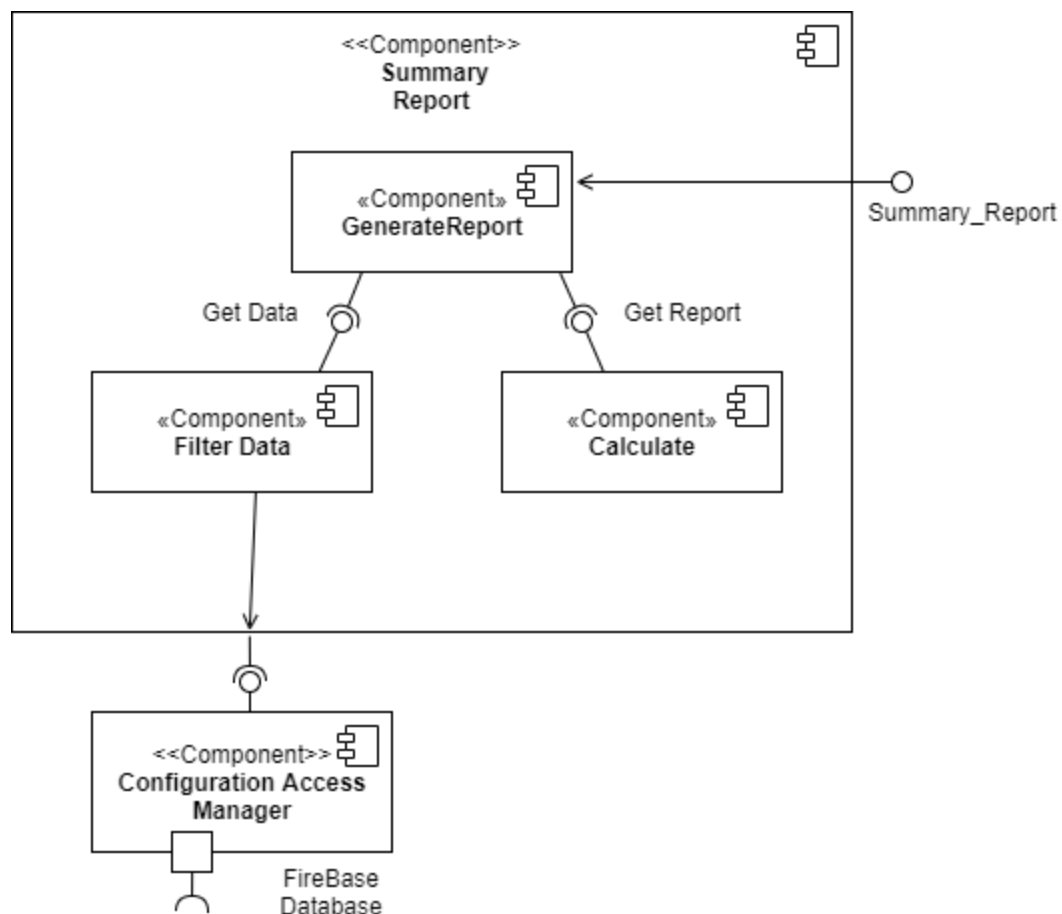 <<Component>>
Summary
Report
«Component»
GenerateReport
Summary_Report
Get Data
Get Report
«Component»
Filter Data
«Component»
Calculate
<<Component>>
Configuration Access
Manager
FireBase
Database